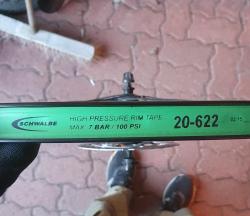 SCHWALBE
HIGH PRESSURE RIM TAPE
MAX. 7 BAR / 100 PSI
20-622